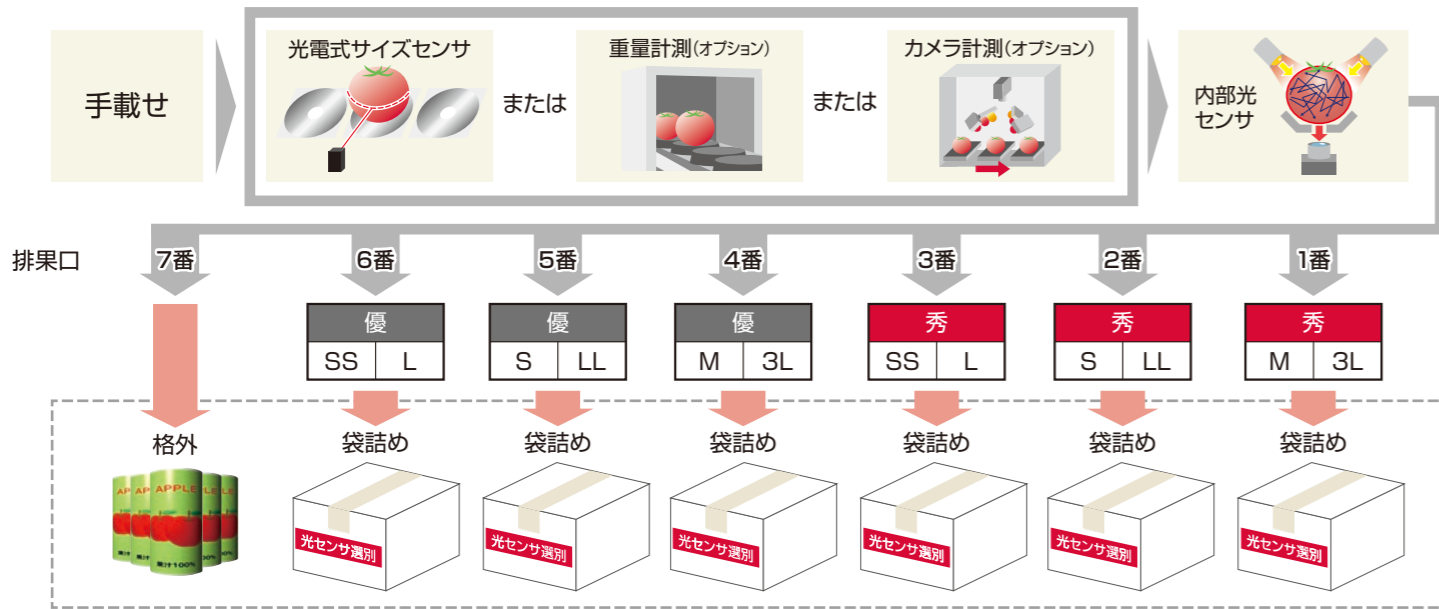 手載せ
光電式サイズセンサ
または
重量計測(オプション)
または
カメラ計測(オプション)
内部光
センサ
排果口
7番
6番
5番
4番
3番
2番
1番
優
SS L
優
S LL
優
M 3L
秀
SS L
秀
S LL
秀
M 3L
格外
袋詰め
袋詰め
袋詰め
袋詰め
袋詰め
袋詰め
APPLE
果汁100%
光センサ選別
光センサ選別
光センサ選別
光センサ選別
光センサ選別
光センサ選別